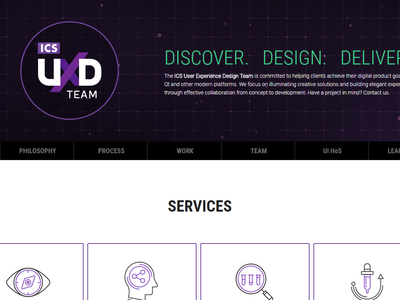 ICS
UXD
TEAM
DISCOVER. DESIGN: DELIVER
The ICS User Experience Design Team is committed to helping clients achieve their digital product goa
Qt and other modern platforms. We focus on illuminating creative solutions and building elegant exper
through effective collaboration from concept to development. Have a project in mind? Contact us.
PHILOSOPHY PROCESS WORK TEAM UI HoS LEA
SERVICES